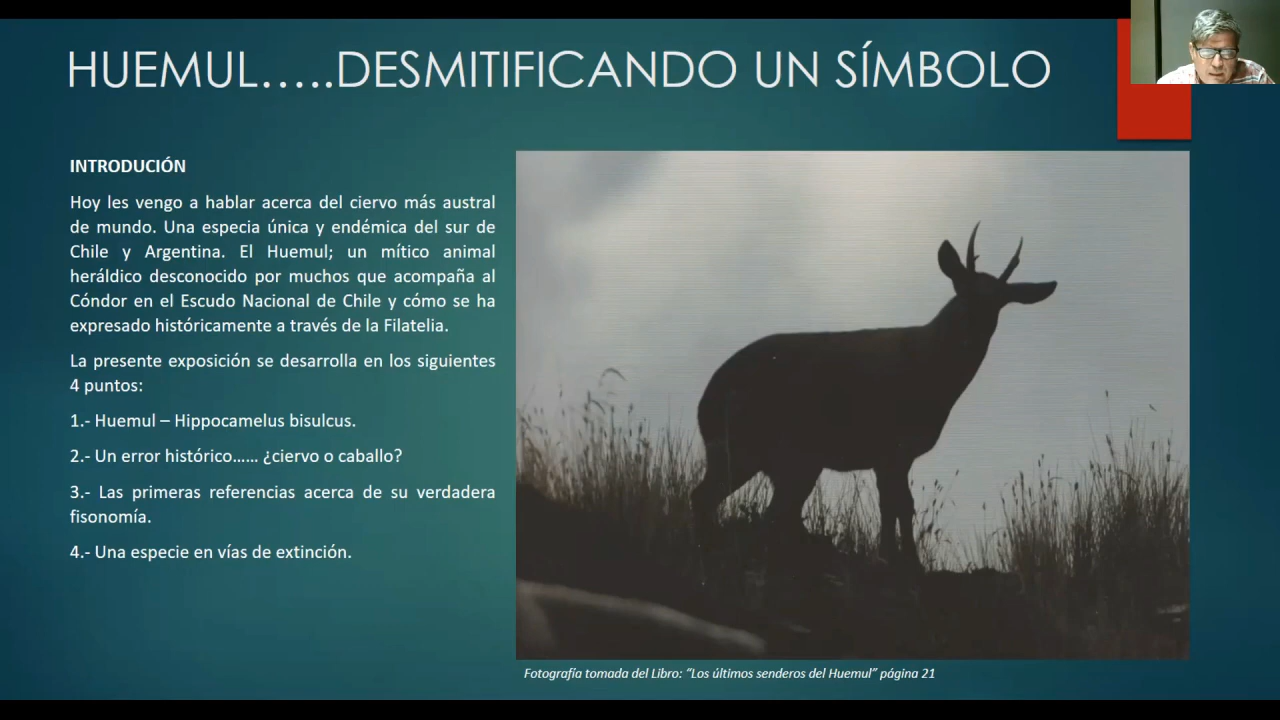 HUEMUL…..DESMITIFICANDO UN SÍMBOLO
INTRODUCIÓN
Hoy les vengo a hablar acerca del ciervo más austral
de mundo. Una especia única y endémica del sur de
Chile y Argentina. El Huemul; un mítico animal
heráldico desconocido por muchos que acompaña al
Cóndor en el Escudo Nacional de Chile y cómo se ha
expresado históricamente a través de la Filatelia.
La presente exposición se desarrolla en los siguientes
4 puntos:
1.- Huemul – Hippocamelus bisulcus.
2.- Un error histórico…… ¿ciervo o caballo?
3.- Las primeras referencias acerca de su verdadera
fisonomía.
4.- Una especie en vías de extinción.
Fotografía tomada del Libro: “Los últimos senderos del Huemul” página 21